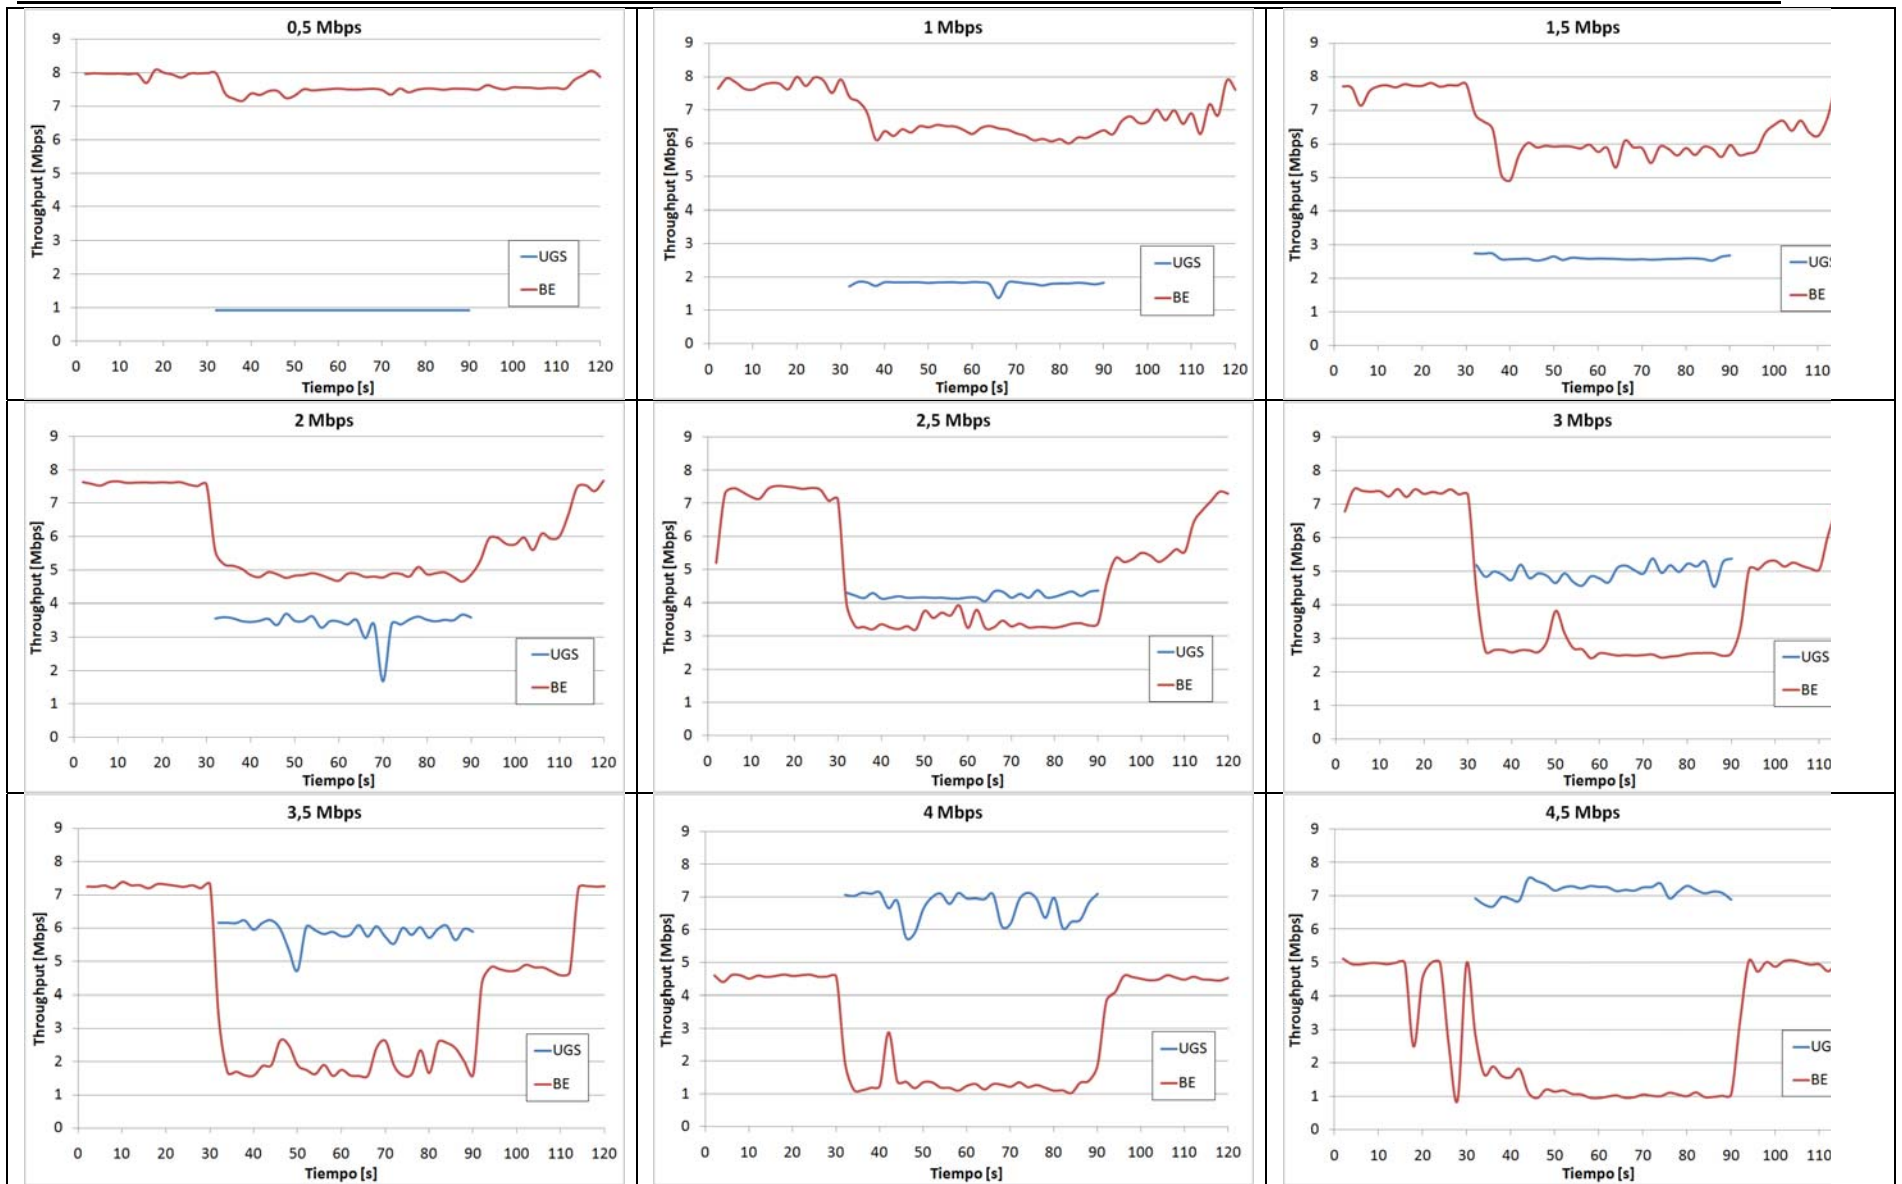 0,5 Mbps
Throughput [Mbps]
9
8
7
6
5
4
3
2
1
0
UGS
BE
0 10 20 30 40 50 60 70 80 90 100 110 120
Tiempo [s]
1 Mbps
Throughput [Mbps]
9
8
7
6
5
4
3
2
1
0
UGS
BE
0 10 20 30 40 50 60 70 80 90 100 110 120
Tiempo [s]
1,5 Mbps
Throughput [Mbps]
9
8
7
6
5
4
3
2
1
0
UG
BE
0 10 20 30 40 50 60 70 80 90 100 110
Tiempo [s]
2 Mbps
Throughput [Mbps]
9
8
7
6
5
4
3
2
1
0
UGS
BE
0 10 20 30 40 50 60 70 80 90 100 110 120
Tiempo [s]
2,5 Mbps
Throughput [Mbps]
9
8
7
6
5
4
3
2
1
0
UGS
BE
0 10 20 30 40 50 60 70 80 90 100 110 120
Tiempo [s]
3 Mbps
Throughput [Mbps]
9
8
7
6
5
4
3
2
1
0
UGS
BE
0 10 20 30 40 50 60 70 80 90 100 110
Tiempo [s]
3,5 Mbps
Throughput [Mbps]
9
8
7
6
5
4
3
2
1
0
UGS
BE
0 10 20 30 40 50 60 70 80 90 100 110 120
Tiempo [s]
4 Mbps
Throughput [Mbps]
9
8
7
6
5
4
3
2
1
0
UGS
BE
0 10 20 30 40 50 60 70 80 90 100 110 120
Tiempo [s]
4,5 Mbps
Throughput [Mbps]
9
8
7
6
5
4
3
2
1
0
UG
BE
0 10 20 30 40 50 60 70 80 90 100 110
Tiempo [s]